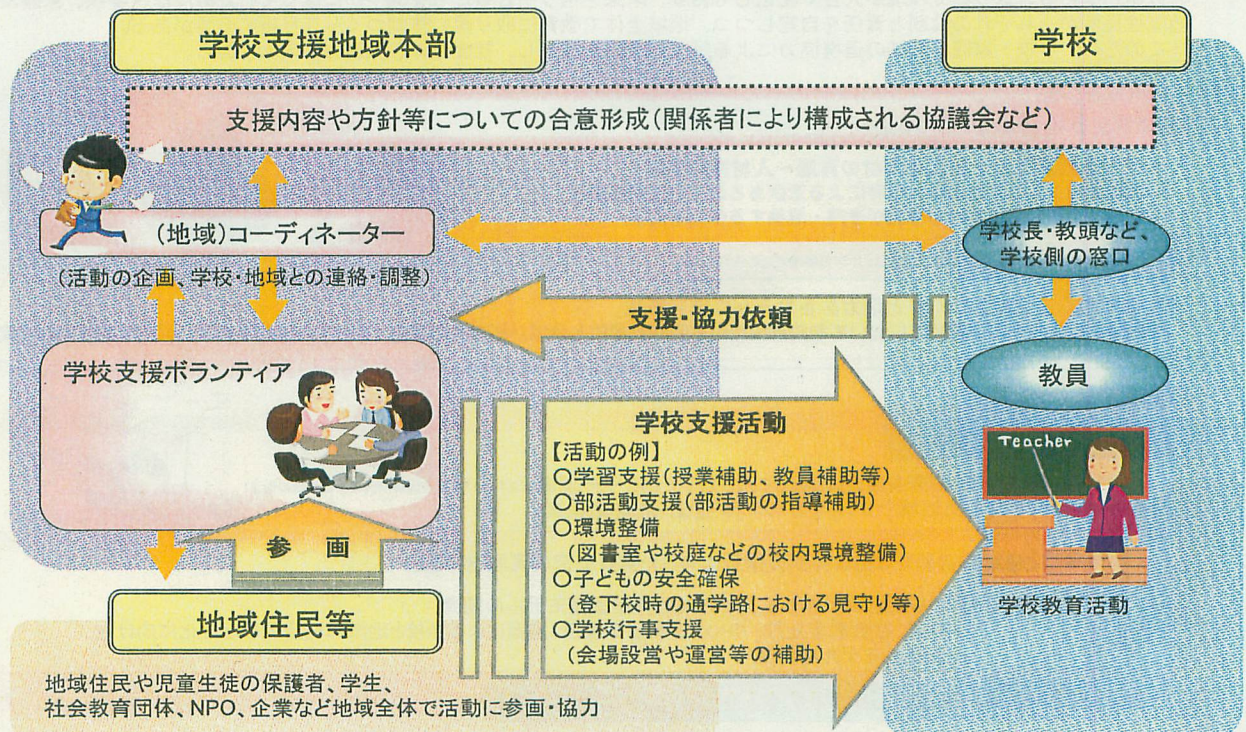 学校支援地域本部
学校
支援内容や方針等についての合意形成(関係者により構成される協議会など)
(地域)コーディネーター
(活動の企画、学校・地域との連絡・調整)
学校長・教頭など、
学校側の窓口
支援・協力依頼
学校支援ボランティア
教員
学校支援活動
【活動の例】
○学習支援(授業補助、教員補助等)
○部活動支援(部活動の指導補助)
○環境整備
(図書室や校庭などの校内環境整備)
○子どもの安全確保
(登下校時の通学路における見守り等)
○学校行事支援
(会場設営や運営等の補助)
Teacher
学校教育活動
参 画
地域住民等
地域住民や児童生徒の保護者、学生、
社会教育団体、NPO、企業など地域全体で活動に参画・協力